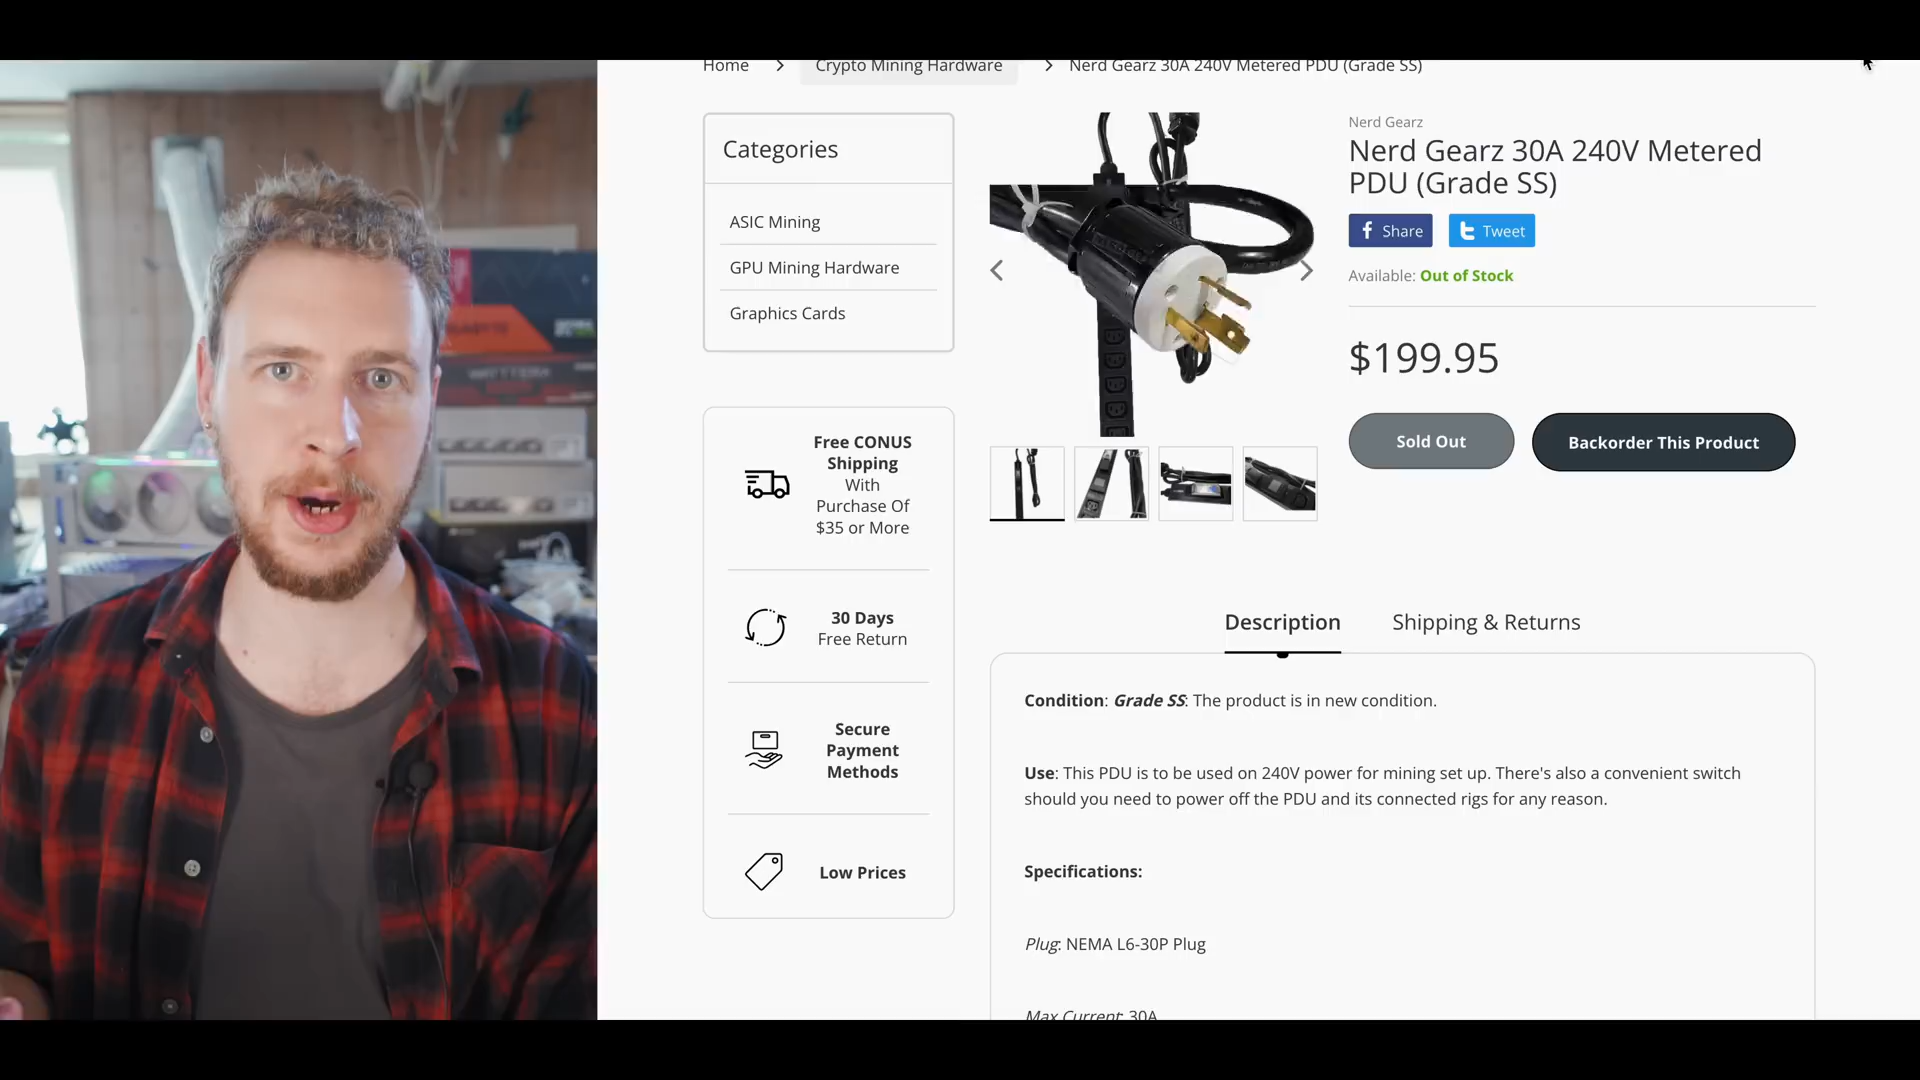 Home
Crypto Mining Hardware
Nerd Gearz 30A 240V Metered PDU (Grade SS)
Categories
ASIC Mining
GPU Mining Hardware
Graphics Cards
Free CONUS
Shipping
With
Purchase Of
$35 or More
30 Days
Free Return
Secure
Payment
Methods
Low Prices
Nerd Gearz
Nerd Gearz 30A 240V Metered
PDU (Grade SS)
Share
Tweet
Available: Out of Stock
$199.95
Sold Out
Backorder This Product
Description
Shipping & Returns
Condition: Grade SS: The product is in new condition.
Use: This PDU is to be used on 240V power for mining set up. There's also a convenient switch
should you need to power off the PDU and its connected rigs for any reason.
Specifications:
Plug: NEMA L6-30P Plug
Max Current: 30A